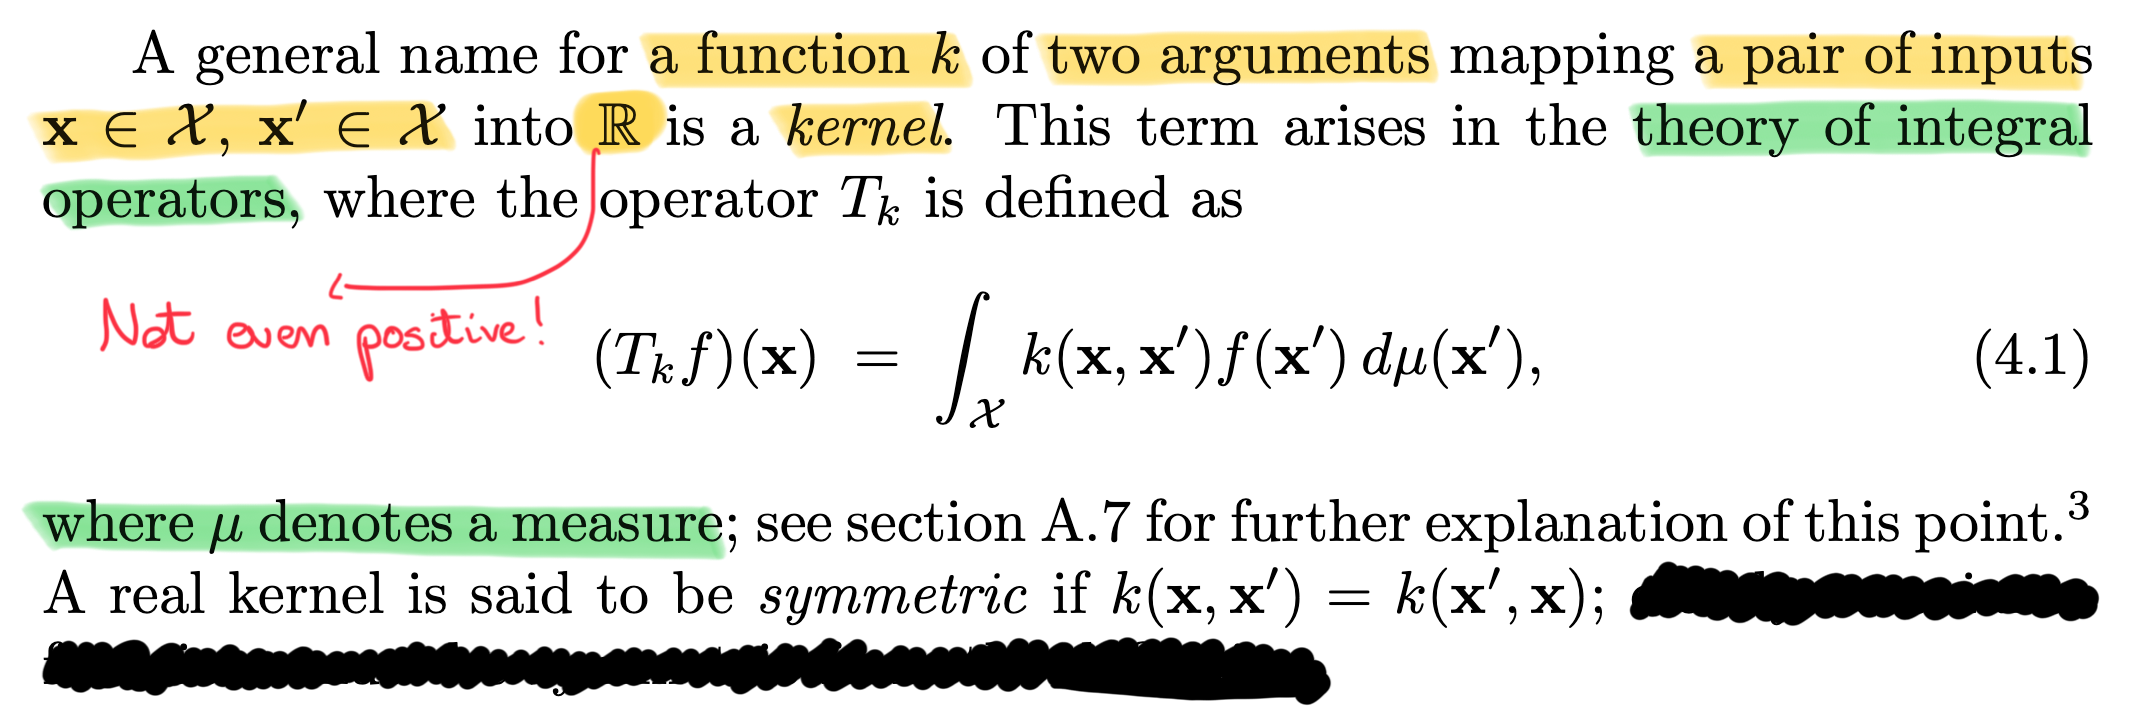 A general name for a function k of two arguments mapping a pair of inputs
x ∈ 𝒳, x′ ∈ 𝒳 into ℝ is a kernel. This term arises in the theory of integral
operators, where the operator Tₖ is defined as
Not even positive!
(Tₖf)(x) = ∫_𝒳 k(x, x′)f(x′) dμ(x′), (4.1)
where μ denotes a measure; see section A.7 for further explanation of this point.³
A real kernel is said to be symmetric if k(x, x′) = k(x′, x);